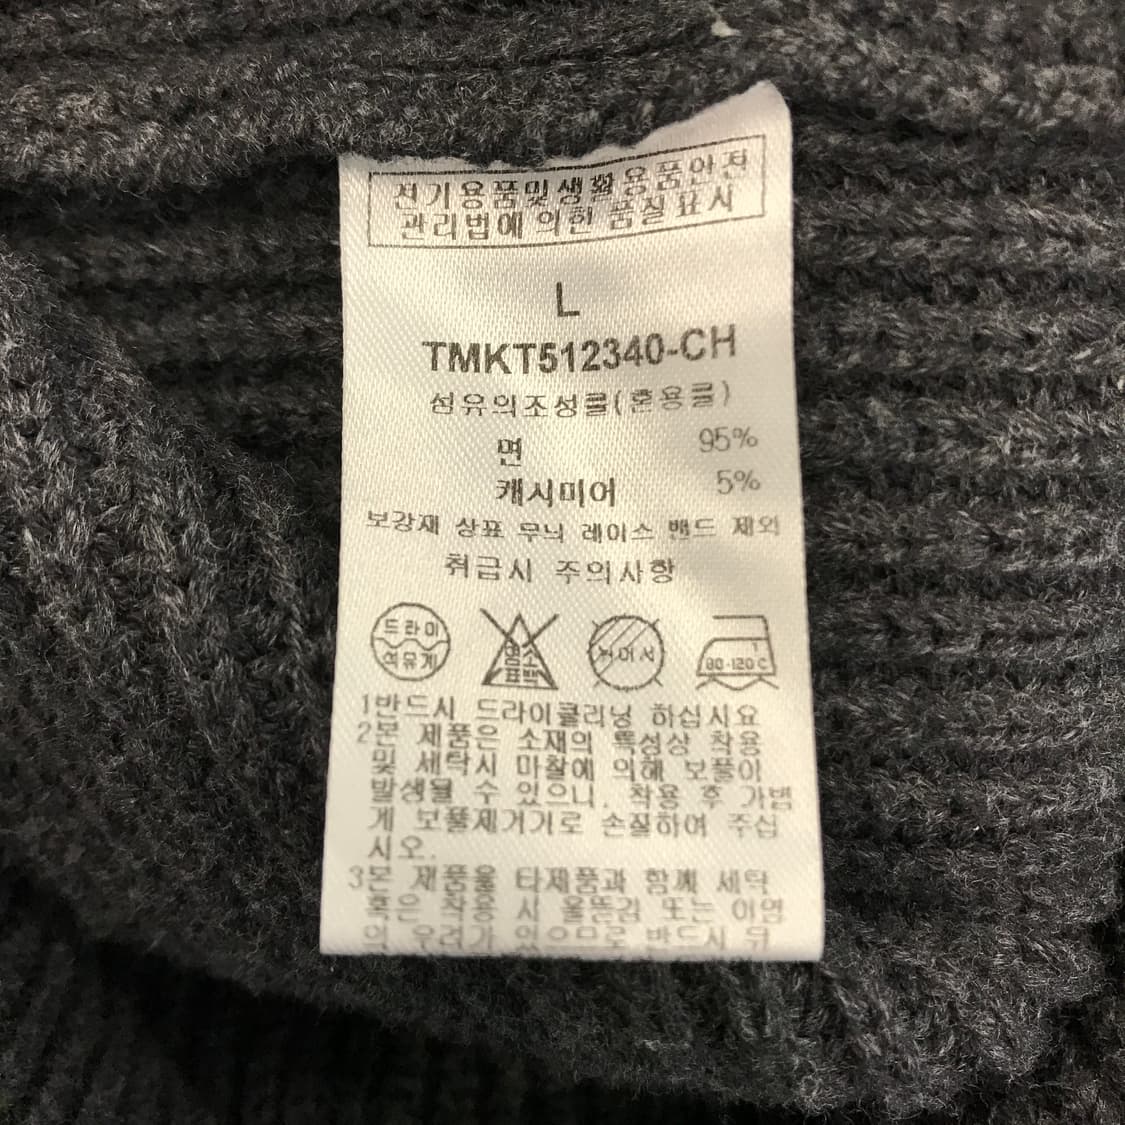 전기용품및생활용품안전
관리법에 의한 품질표시
L
TMKT512340-CH
섬유의조성률(혼용률)
면 95%
캐시미어 5%
보강재 상표 무늬 레이스 밴드 제외
취급시 주의사항
드라이
석유계
염소
표백
뉘어서
80-120 C
1반드시 드라이클리닝 하십시요
2본 제품은 소재의 특성상 착용
및 세탁시 마찰에 의해 보풀이
발생될 수 있으니, 착용 후 가볍
게 보풀제거기로 손질하여 주십
시오.
3본 제품을 타제품과 함께 세탁
혹은 착용 시 올뜯김 또는 이염
의 우려가 있으므로 반드시 뒤